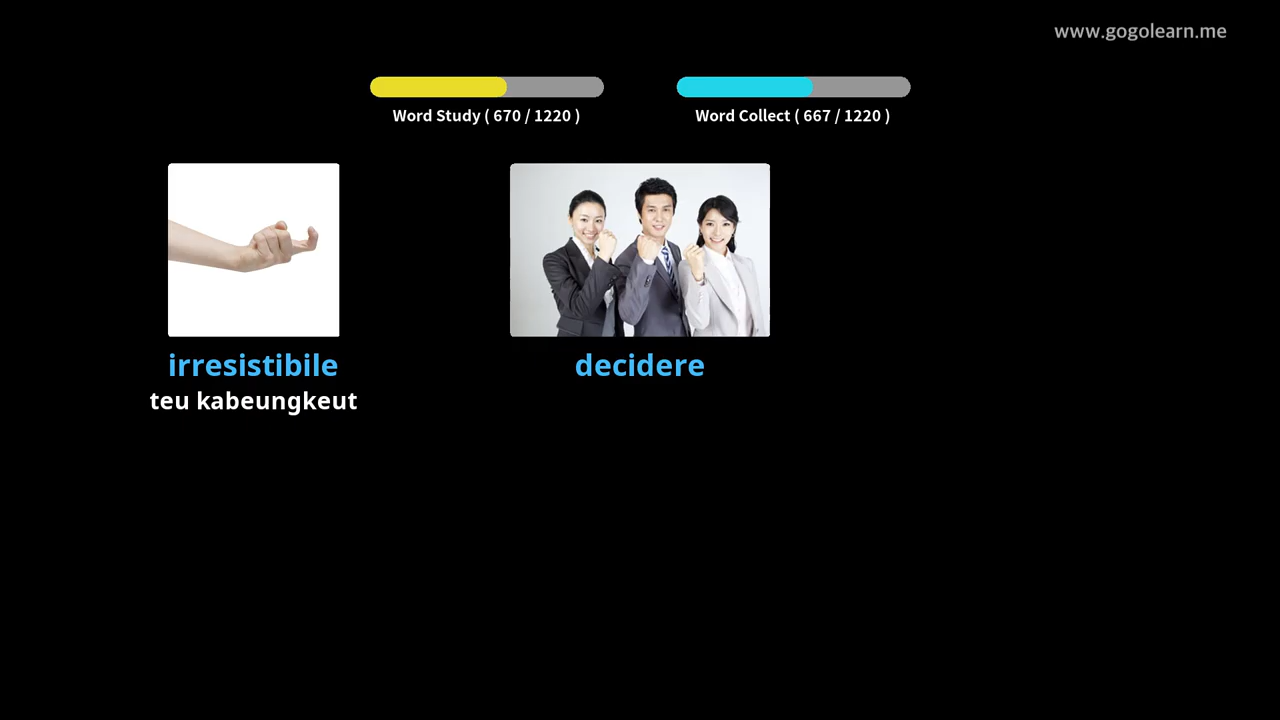 www.gogolearn.me
Word Study ( 670 / 1220 )
Word Collect ( 667 / 1220 )
irresistibile
teu kabeungkeut
decidere